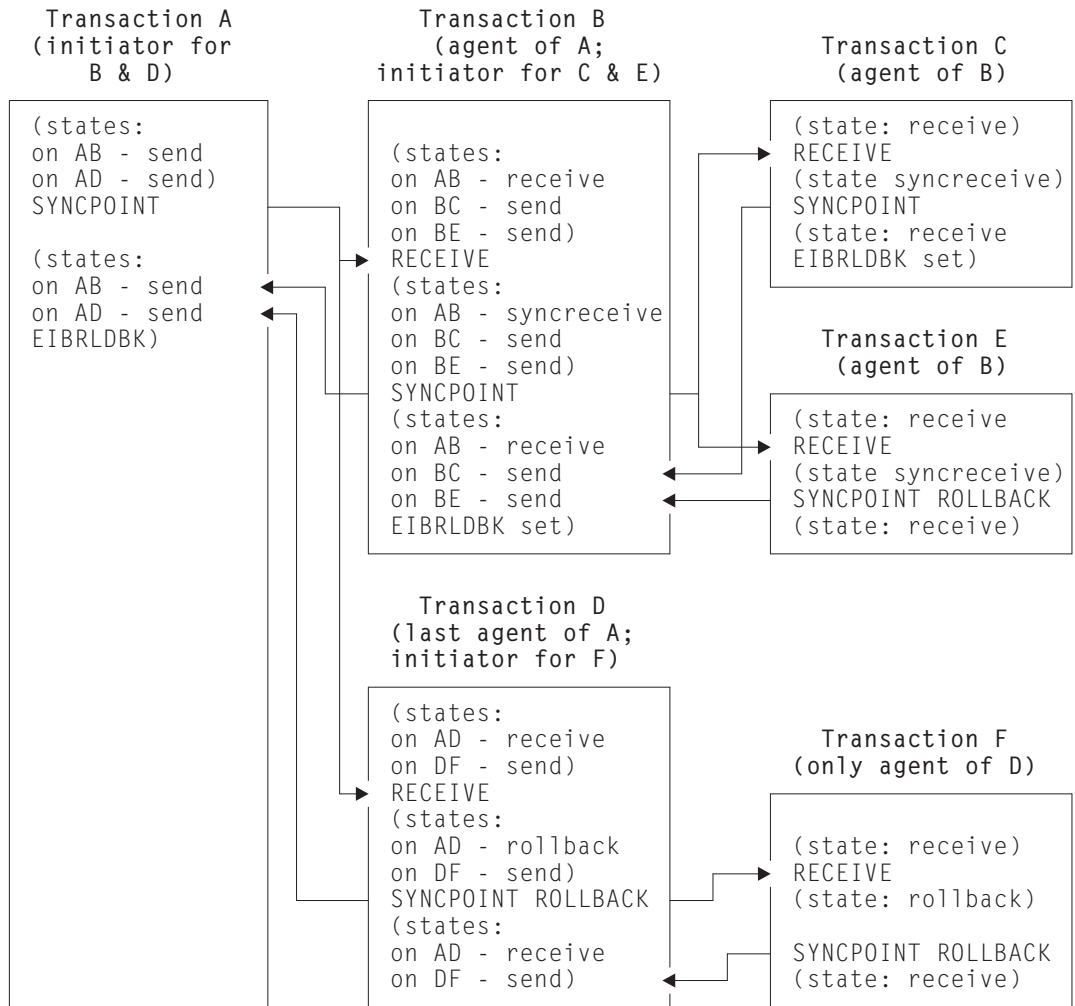 Transaction A
(initiator for
B & D)
(states:
on AB - send
on AD - send)
SYNCPOINT
(states:
on AB - send
on AD - send
EIBRLDBK)
Transaction B
(agent of A;
initiator for C & E)
(states:
on AB - receive
on BC - send
on BE - send)
RECEIVE
(states:
on AB - syncreceive
on BC - send
on BE - send)
SYNCPOINT
(states:
on AB - receive
on BC - send
on BE - send
EIBRLDBK set)
Transaction C
(agent of B)
(state: receive)
RECEIVE
(state syncreceive)
SYNCPOINT
(state: receive
EIBRLDBK set)
Transaction E
(agent of B)
(state: receive
RECEIVE
(state syncreceive)
SYNCPOINT ROLLBACK
(state: receive)
Transaction D
(last agent of A;
initiator for F)
(states:
on AD - receive
on DF - send)
RECEIVE
(states:
on AD - rollback
on DF - send)
SYNCPOINT ROLLBACK
(states:
on AD - receive
on DF - send)
Transaction F
(only agent of D)
(state: receive)
RECEIVE
(state: rollback)
SYNCPOINT ROLLBACK
(state: receive)